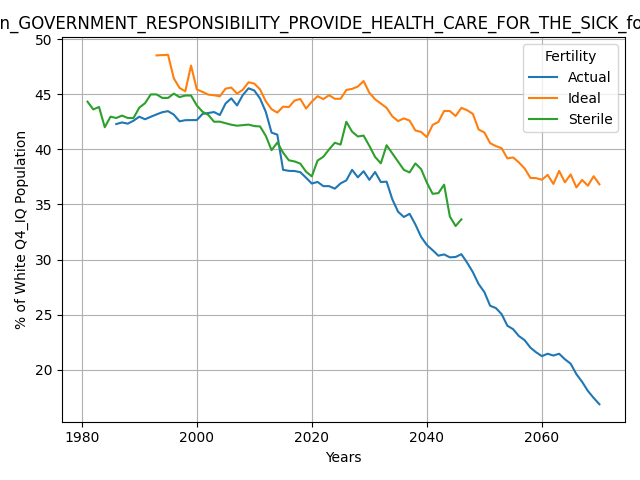 n_GOVERNMENT_RESPONSIBILITY_PROVIDE_HEALTH_CARE_FOR_THE_SICK_fo
Fertility
Actual
Ideal
Sterile
% of White Q4_IQ Population
50
45
40
35
30
25
20
1980 2000 2020 2040 2060
Years